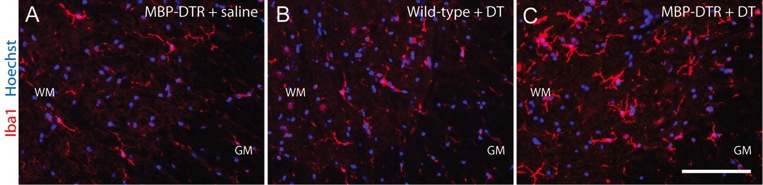 Iba1 Hoechst
A MBP-DTR + saline
WM
GM
B Wild-type + DT
WM
GM
C MBP-DTR + DT
WM
GM